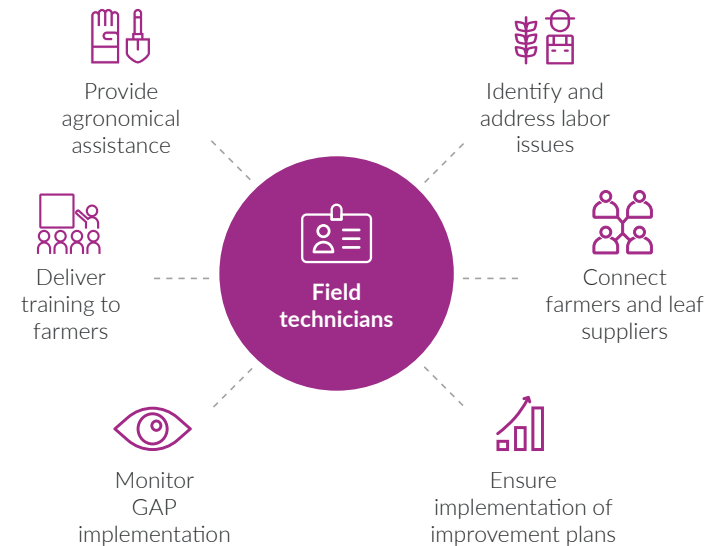 Provide
agronomical
assistance
Identify and
address labor
issues
Deliver
training to
farmers
Field
technicians
Connect
farmers and leaf
suppliers
Monitor
GAP
implementation
Ensure
implementation of
improvement plans